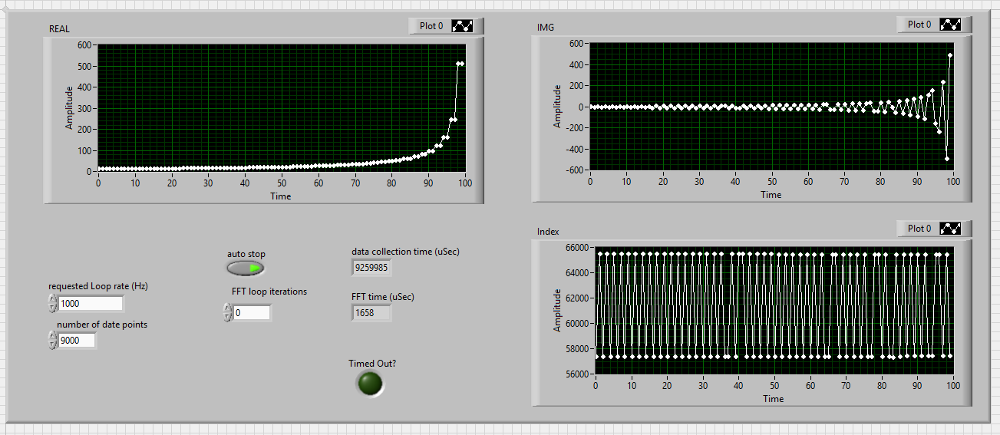 REAL
Plot 0
600
500
400
300
200
100
0
Amplitude
0 10 20 30 40 50 60 70 80 90 100
Time
IMG
Plot 0
600
400
200
0
-200
-400
-600
Amplitude
0 10 20 30 40 50 60 70 80 90 100
Time
auto stop
data collection time (uSec)
9259985
requested Loop rate (Hz)
1000
FFT loop iterations
0
FFT time (uSec)
1658
number of date points
9000
Timed Out?
Index
Plot 0
66000
64000
62000
60000
58000
56000
Amplitude
0 10 20 30 40 50 60 70 80 90 100
Time